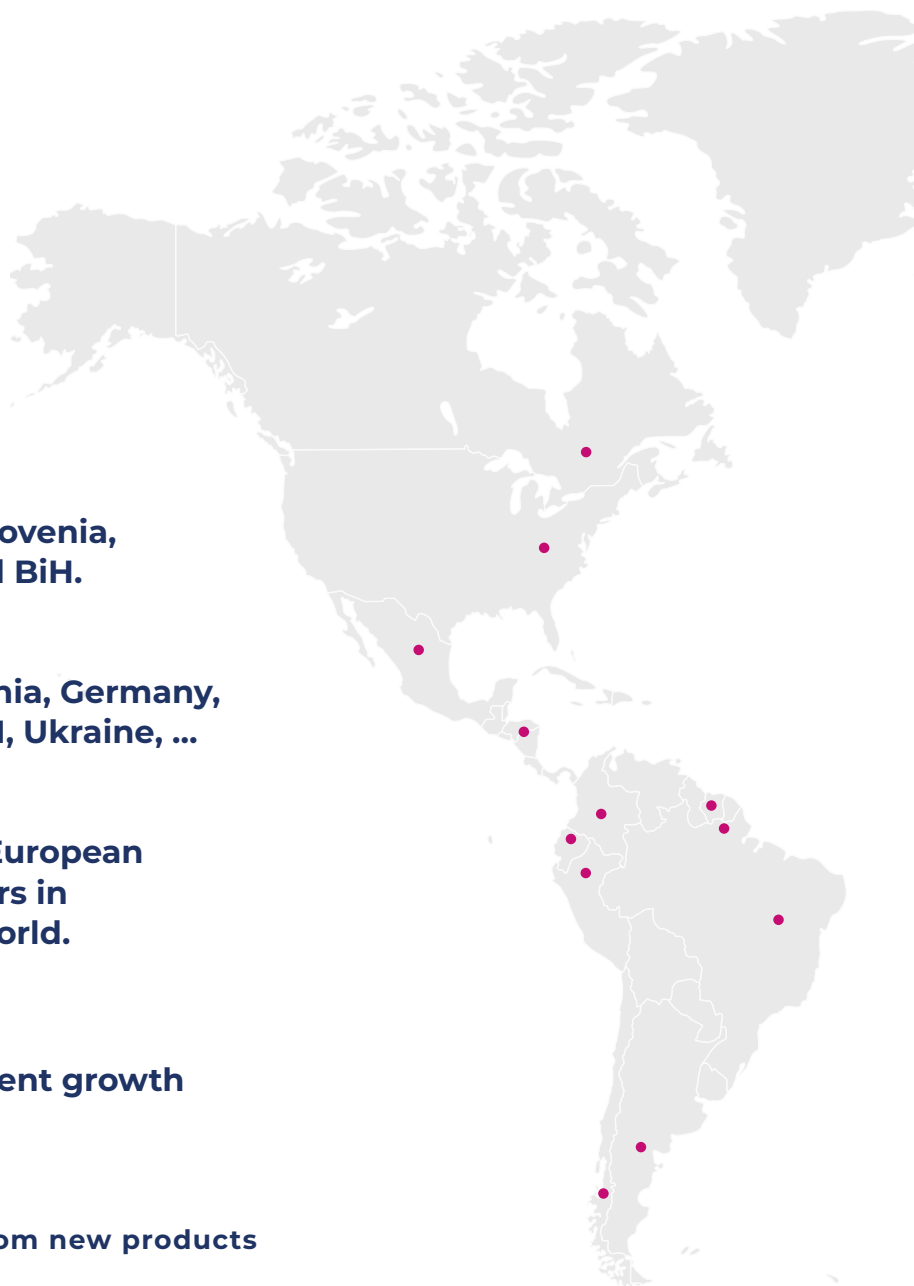 ovenia,
BiH.
nia, Germany,
, Ukraine, ...
European
rs in
orld.
ent growth
om new products